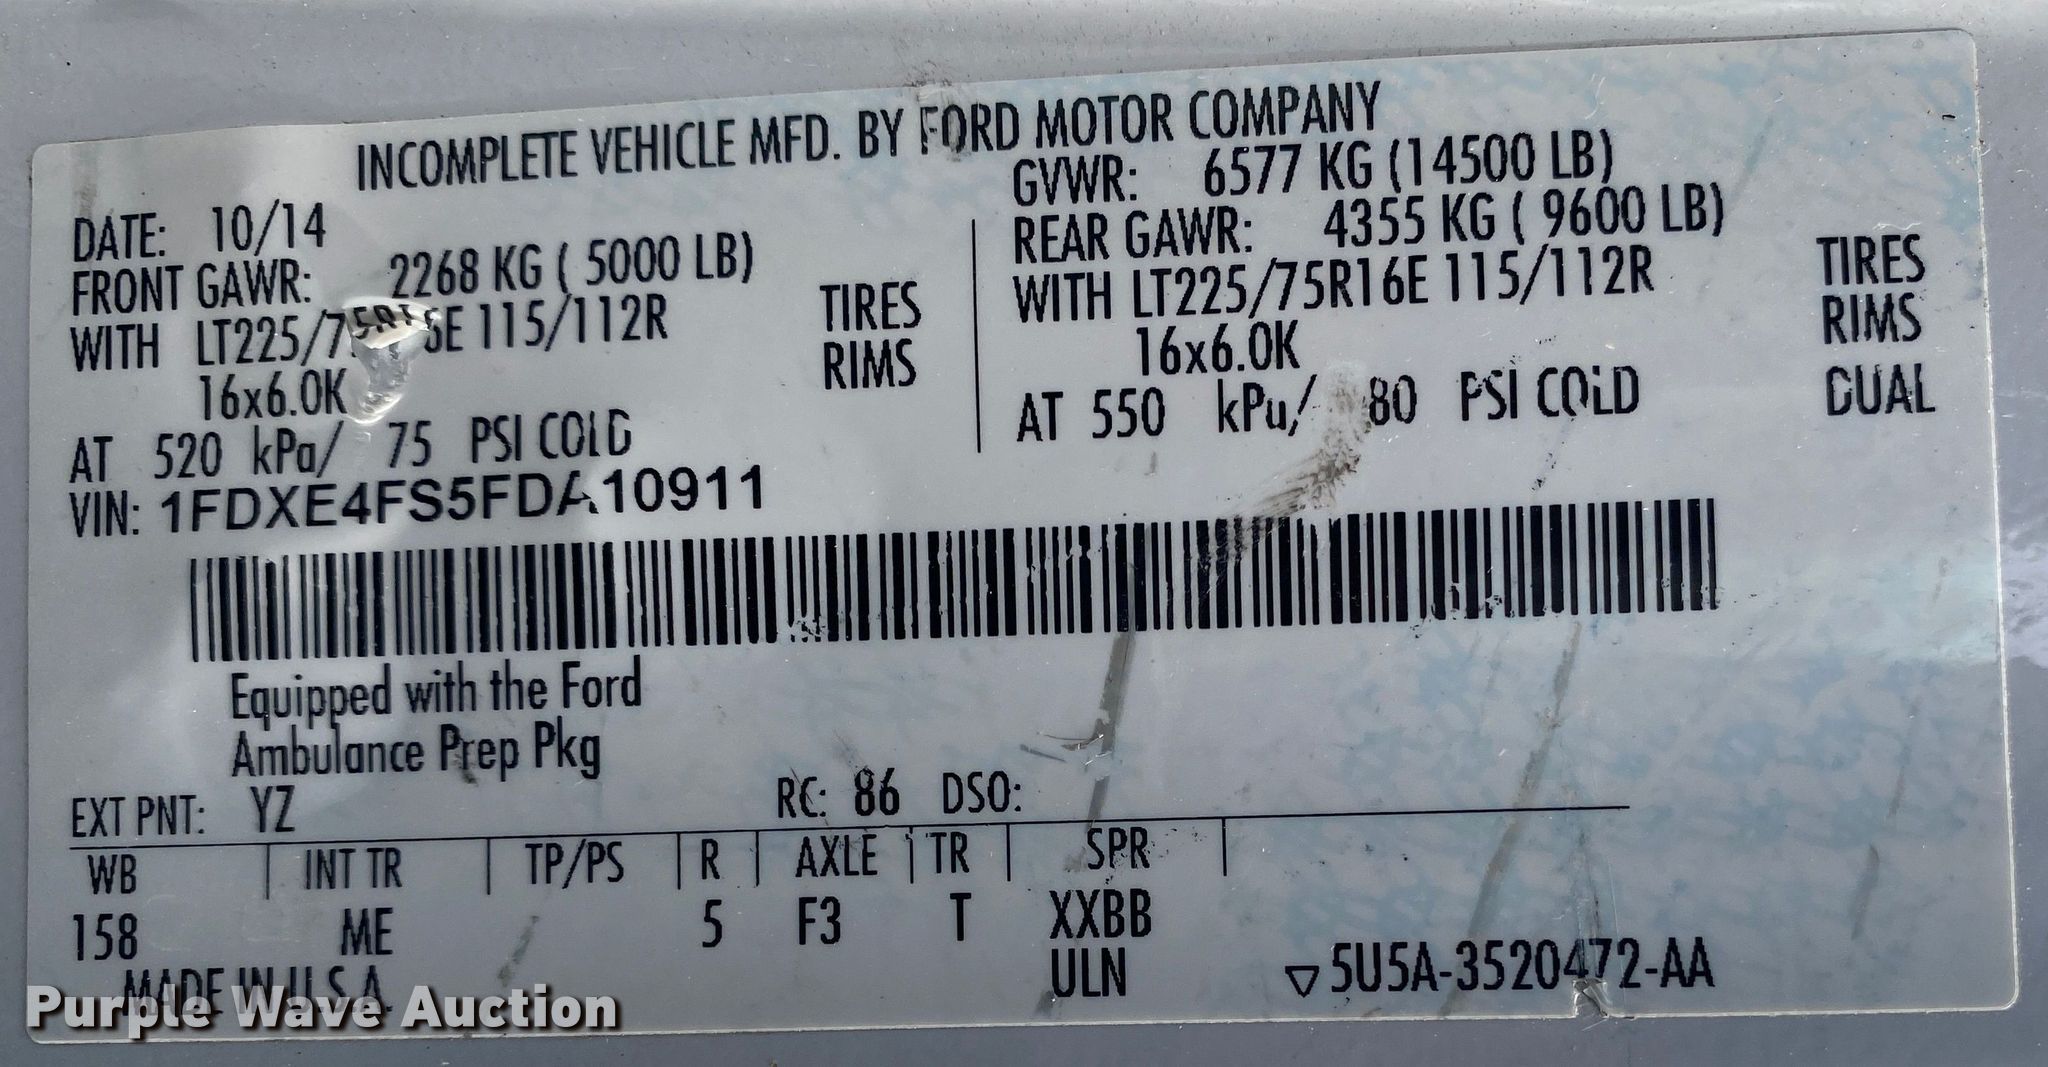 INCOMPLETE VEHICLE MFD. BY FORD MOTOR COMPANY
DATE: 10/14
GVWR: 6577 KG (14500 LB)
FRONT GAWR: 2268 KG ( 5000 LB)
REAR GAWR: 4355 KG ( 9600 LB)
WITH LT225/75R16E 115/112R TIRES
WITH LT225/75R16E 115/112R TIRES
16x6.0K RIMS
16x6.0K RIMS
AT 520 kPa/ 75 PSI COLD
AT 550 kPa/ 80 PSI COLD DUAL
VIN: 1FDXE4FS5FDA10911
Equipped with the Ford
Ambulance Prep Pkg
EXT PNT: YZ RC: 86 DSO:
WB INT TR TP/PS R AXLE TR SPR
158 ME 5 F3 T XXBB
ULN
MADE IN U.S.A.
5U5A-3520472-AA
Purple Wave Auction